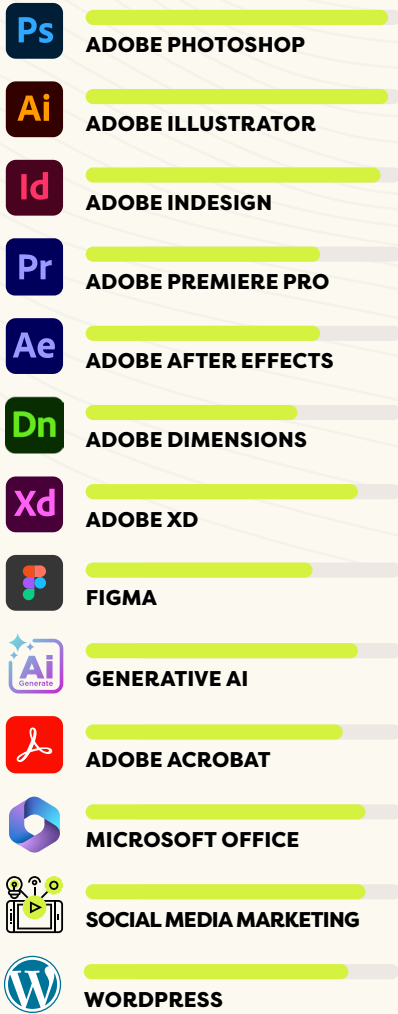 Ps
ADOBE PHOTOSHOP
Ai
ADOBE ILLUSTRATOR
Id
ADOBE INDESIGN
Pr
ADOBE PREMIERE PRO
Ae
ADOBE AFTER EFFECTS
Dn
ADOBE DIMENSIONS
Xd
ADOBE XD
FIGMA
Ai
Generate
GENERATIVE AI
ADOBE ACROBAT
MICROSOFT OFFICE
SOCIAL MEDIA MARKETING
W
WORDPRESS